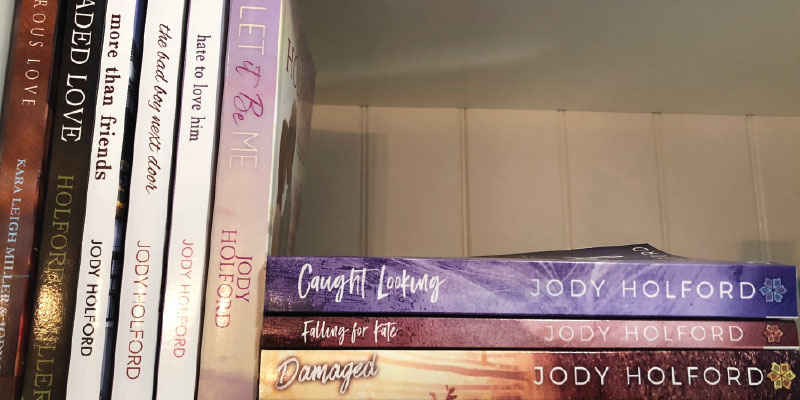 ROUS LOVE
KARA LEIGH MILLER &
ADED LOVE
HOLFORD
more than friends
JODY HOLFORD
the bad boy next door
JODY HOLFORD
hate to love him
JODY HOLFORD
LET it Be ME
JODY
HOLFORD
HO
Caught Looking JODY HOLFORD
Falling for Kate JODY HOLFORD
Damaged JODY HOLFORD